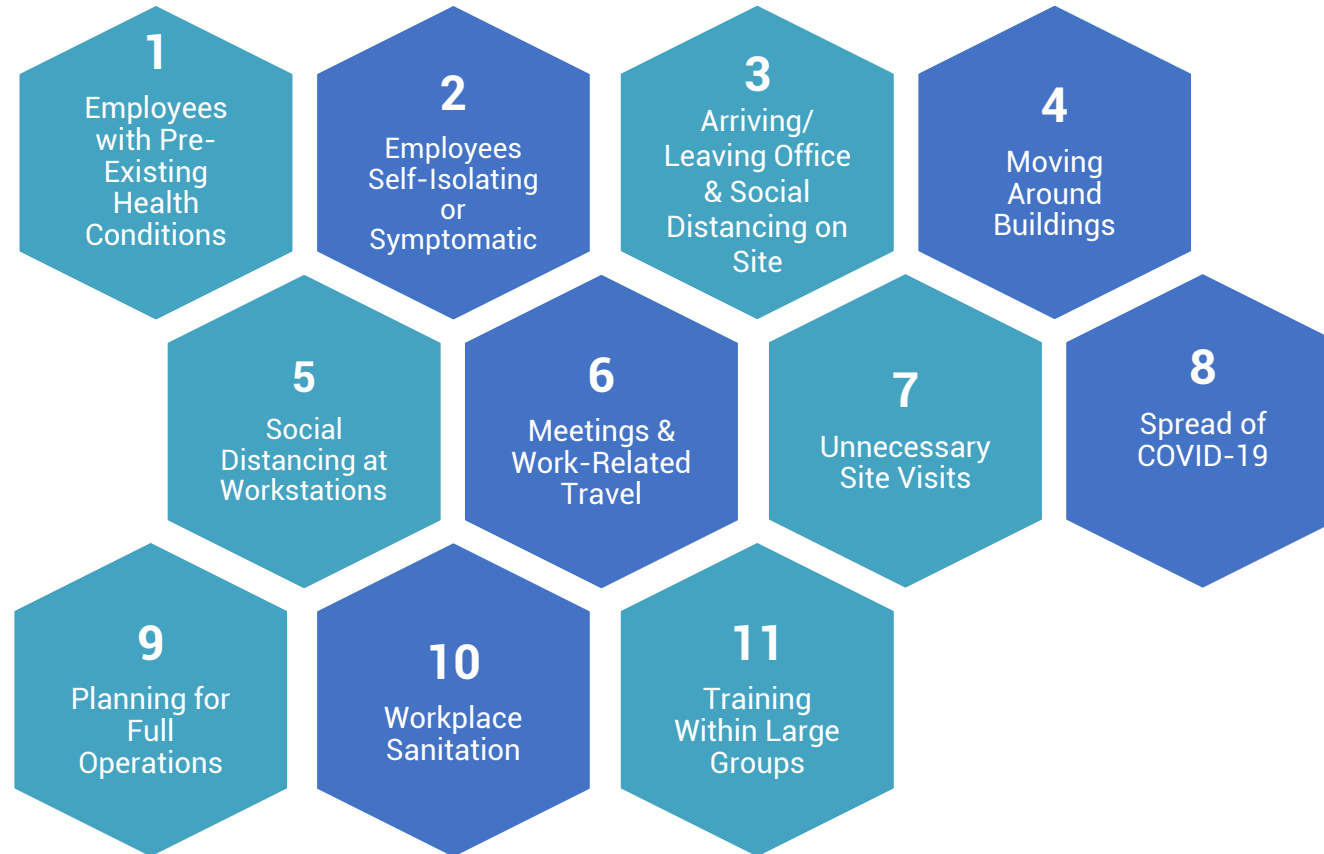 1
Employees
with Pre-
Existing
Health
Conditions
2
Employees
Self-Isolating
or
Symptomatic
3
Arriving/
Leaving Office
& Social
Distancing on
Site
4
Moving
Around
Buildings
5
Social
Distancing at
Workstations
6
Meetings &
Work-Related
Travel
7
Unnecessary
Site Visits
8
Spread of
COVID-19
9
Planning for
Full
Operations
10
Workplace
Sanitation
11
Training
Within Large
Groups